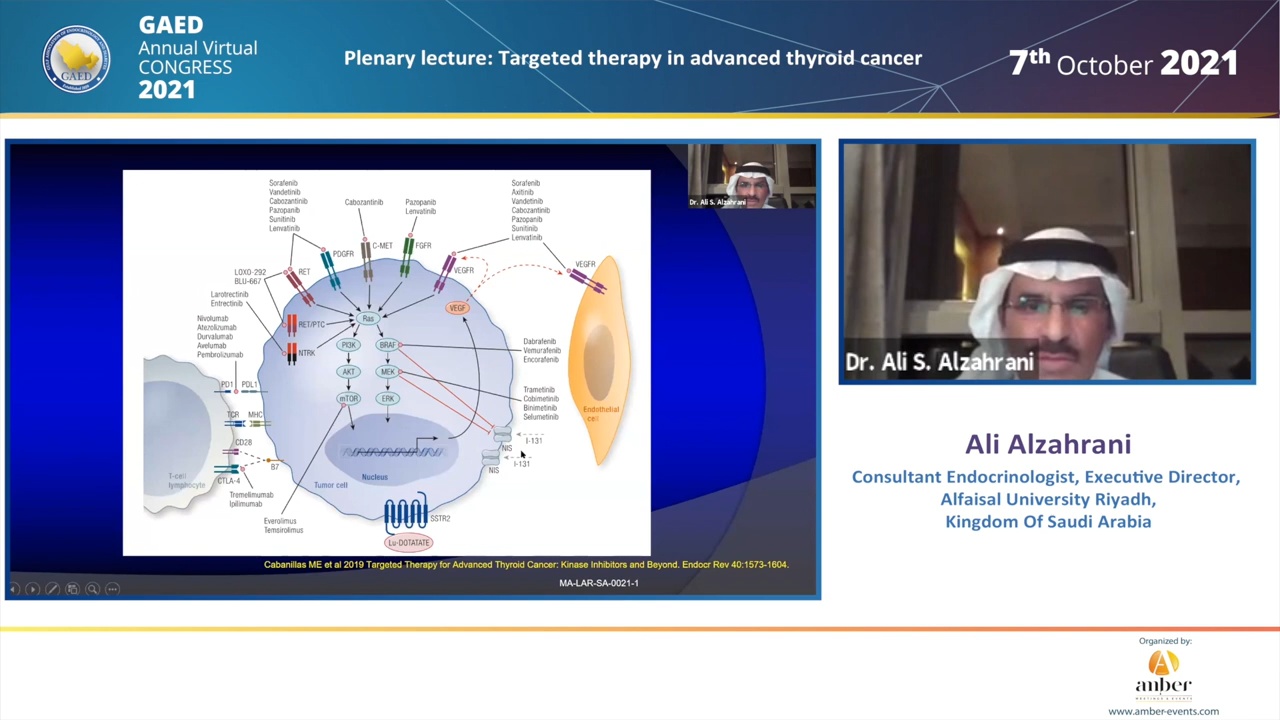 GAED
Annual Virtual
CONGRESS
2021
GAED
Plenary lecture: Targeted therapy in advanced thyroid cancer
7th October 2021
Sorafenib
Vandetinib
Cabozantinib
Pazopanib
Sunitinib
Lenvatinib
Cabozantinib
Pazopanib
Lenvatinib
Sorafenib
Axitinib
Vandetinib
Cabozantinib
Pazopanib
Sunitinib
Lenvatinib
PDGFR
C-MET
FGFR
VEGFR
VEGFR
RET
LOXO-292
BLU-667
Larotrectinib
Entrectinib
VEGF
Ras
RET/PTC
Nivolumab
Atezolizumab
Durvalumab
Avelumab
Pembrolizumab
NTRK
PI3K
BRAF
Dabrafenib
Vemurafenib
Encorafenib
AKT
MEK
PD1
PDL1
mTOR
ERK
Trametinib
Cobimetinib
Binimetinib
Selumetinib
TCR
MHC
Endothelial
cell
CD28
NIS
I-131
NIS
I-131
B7
T-cell
lymphocyte
CTLA-4
Nucleus
Tumor cell
Tremelimumab
Ipilimumab
Everolimus
Temsirolimus
SSTR2
Lu-DOTATATE
Cabanillas ME et al 2019 Targeted Therapy for Advanced Thyroid Cancer: Kinase Inhibitors and Beyond. Endocr Rev 40:1573-1604.
MA-LAR-SA-0021-1
Dr. Ali S. Alzahrani
Dr. Ali S. Alzahrani
Ali Alzahrani
Consultant Endocrinologist, Executive Director,
Alfaisal University Riyadh,
Kingdom Of Saudi Arabia
Organized by:
anber
www.amber-events.com